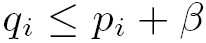 q_i ≤ p_i + β